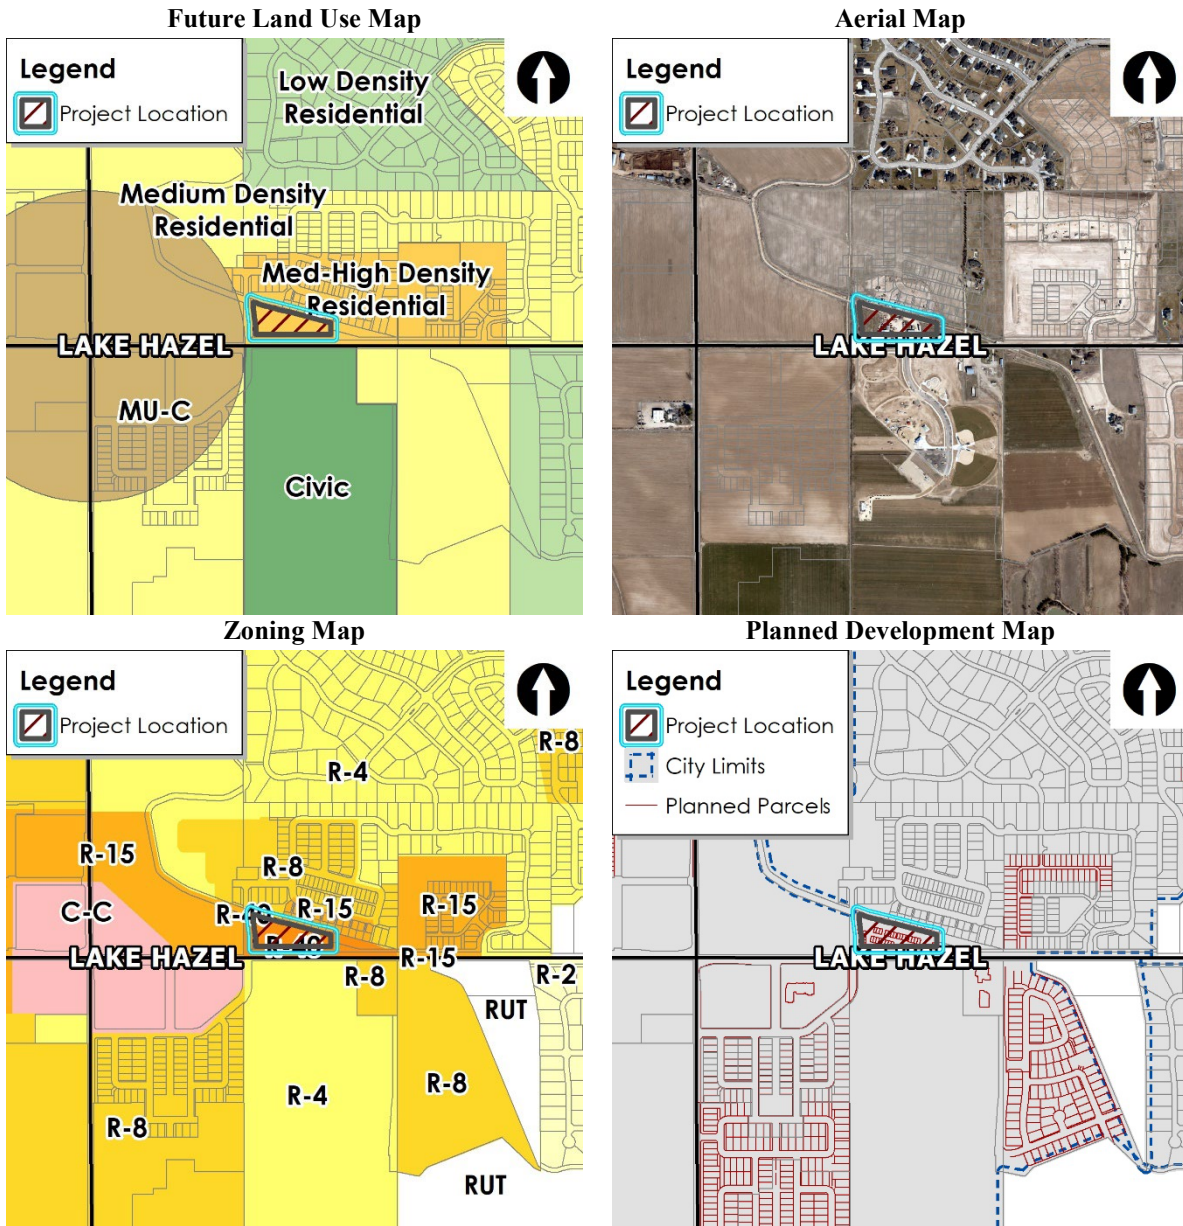 Future Land Use Map
Legend
Project Location
Low Density
Residential
Medium Density
Residential
Med-High Density
Residential
LAKE HAZEL
MU-C
Civic
Aerial Map
Legend
Project Location
LAKE HAZEL
Zoning Map
Legend
Project Location
R-8
R-4
R-15
R-8
C-C
R-40
R-15
R-15
R-40
LAKE HAZEL
R-15
R-8
R-2
RUT
R-8
R-4
R-8
RUT
Planned Development Map
Legend
Project Location
City Limits
Planned Parcels
LAKE HAZEL